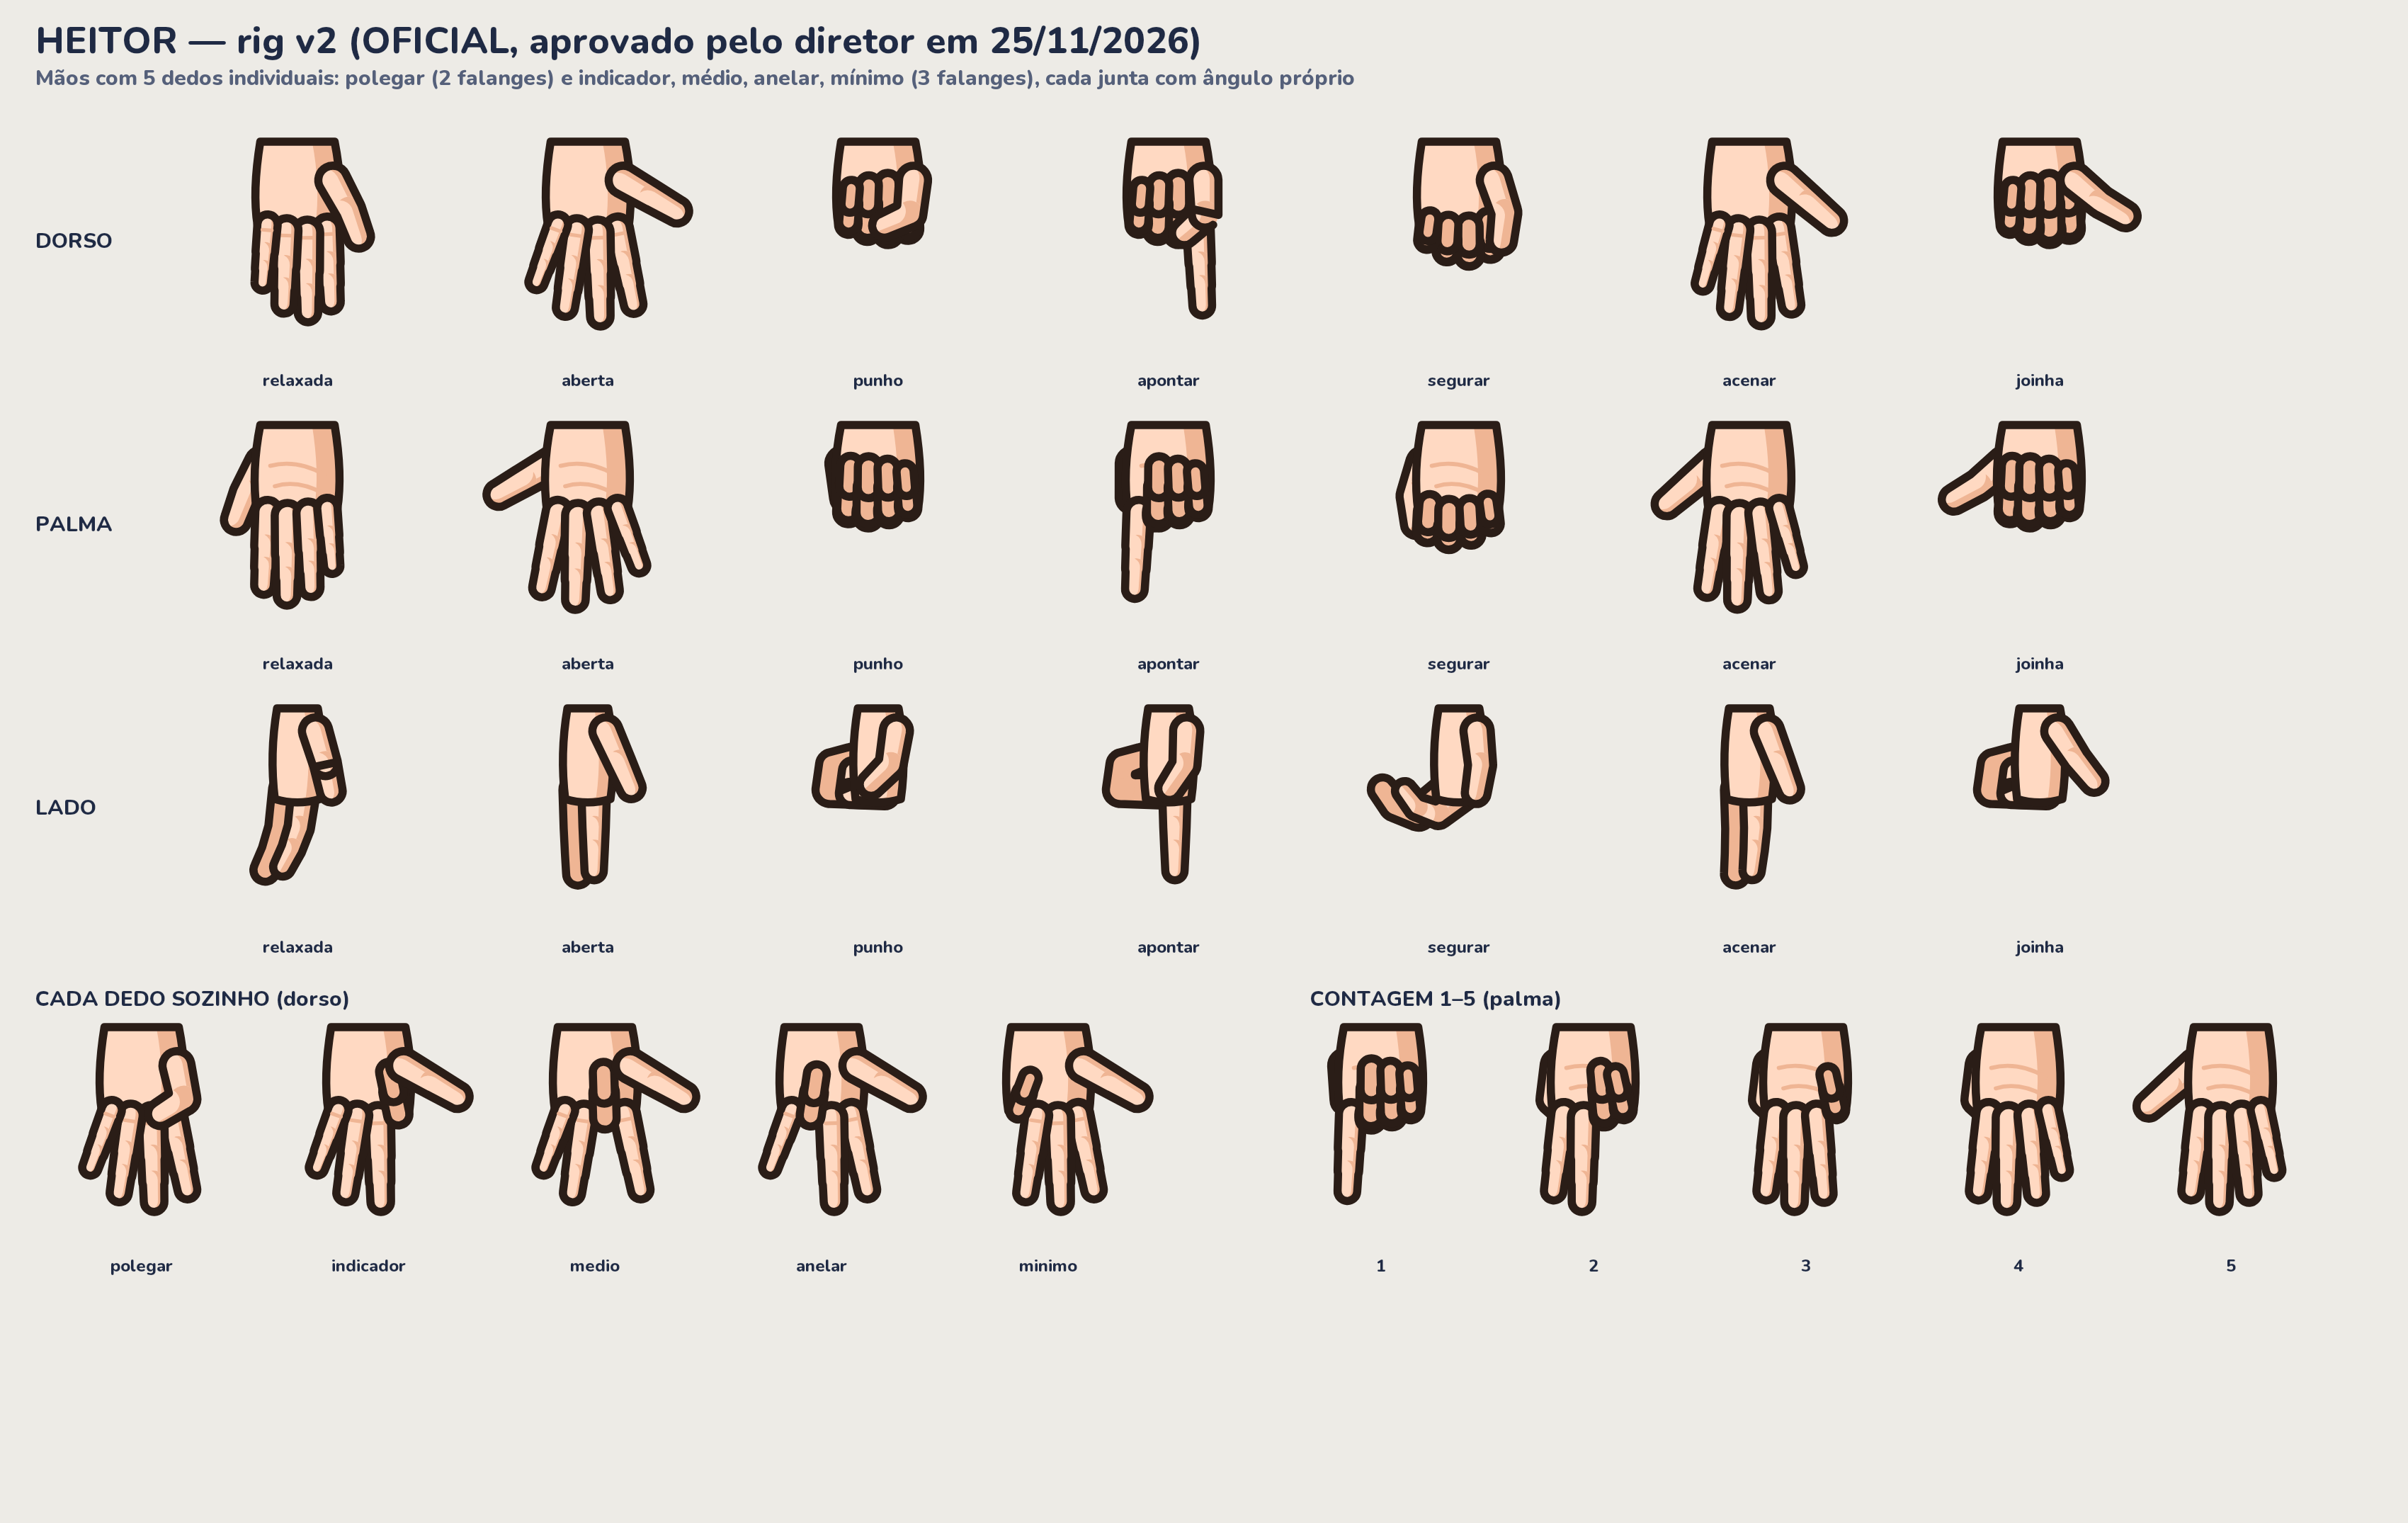 HEITOR — rig v2 (OFICIAL, aprovado pelo diretor em 25/11/2026)
Mãos com 5 dedos individuais: polegar (2 falanges) e indicador, médio, anelar, mínimo (3 falanges), cada junta com ângulo próprio
DORSO
relaxada aberta punho apontar segurar acenar joinha
PALMA
relaxada aberta punho apontar segurar acenar joinha
LADO
relaxada aberta punho apontar segurar acenar joinha
CADA DEDO SOZINHO (dorso) CONTAGEM 1–5 (palma)
polegar indicador medio anelar minimo 1 2 3 4 5